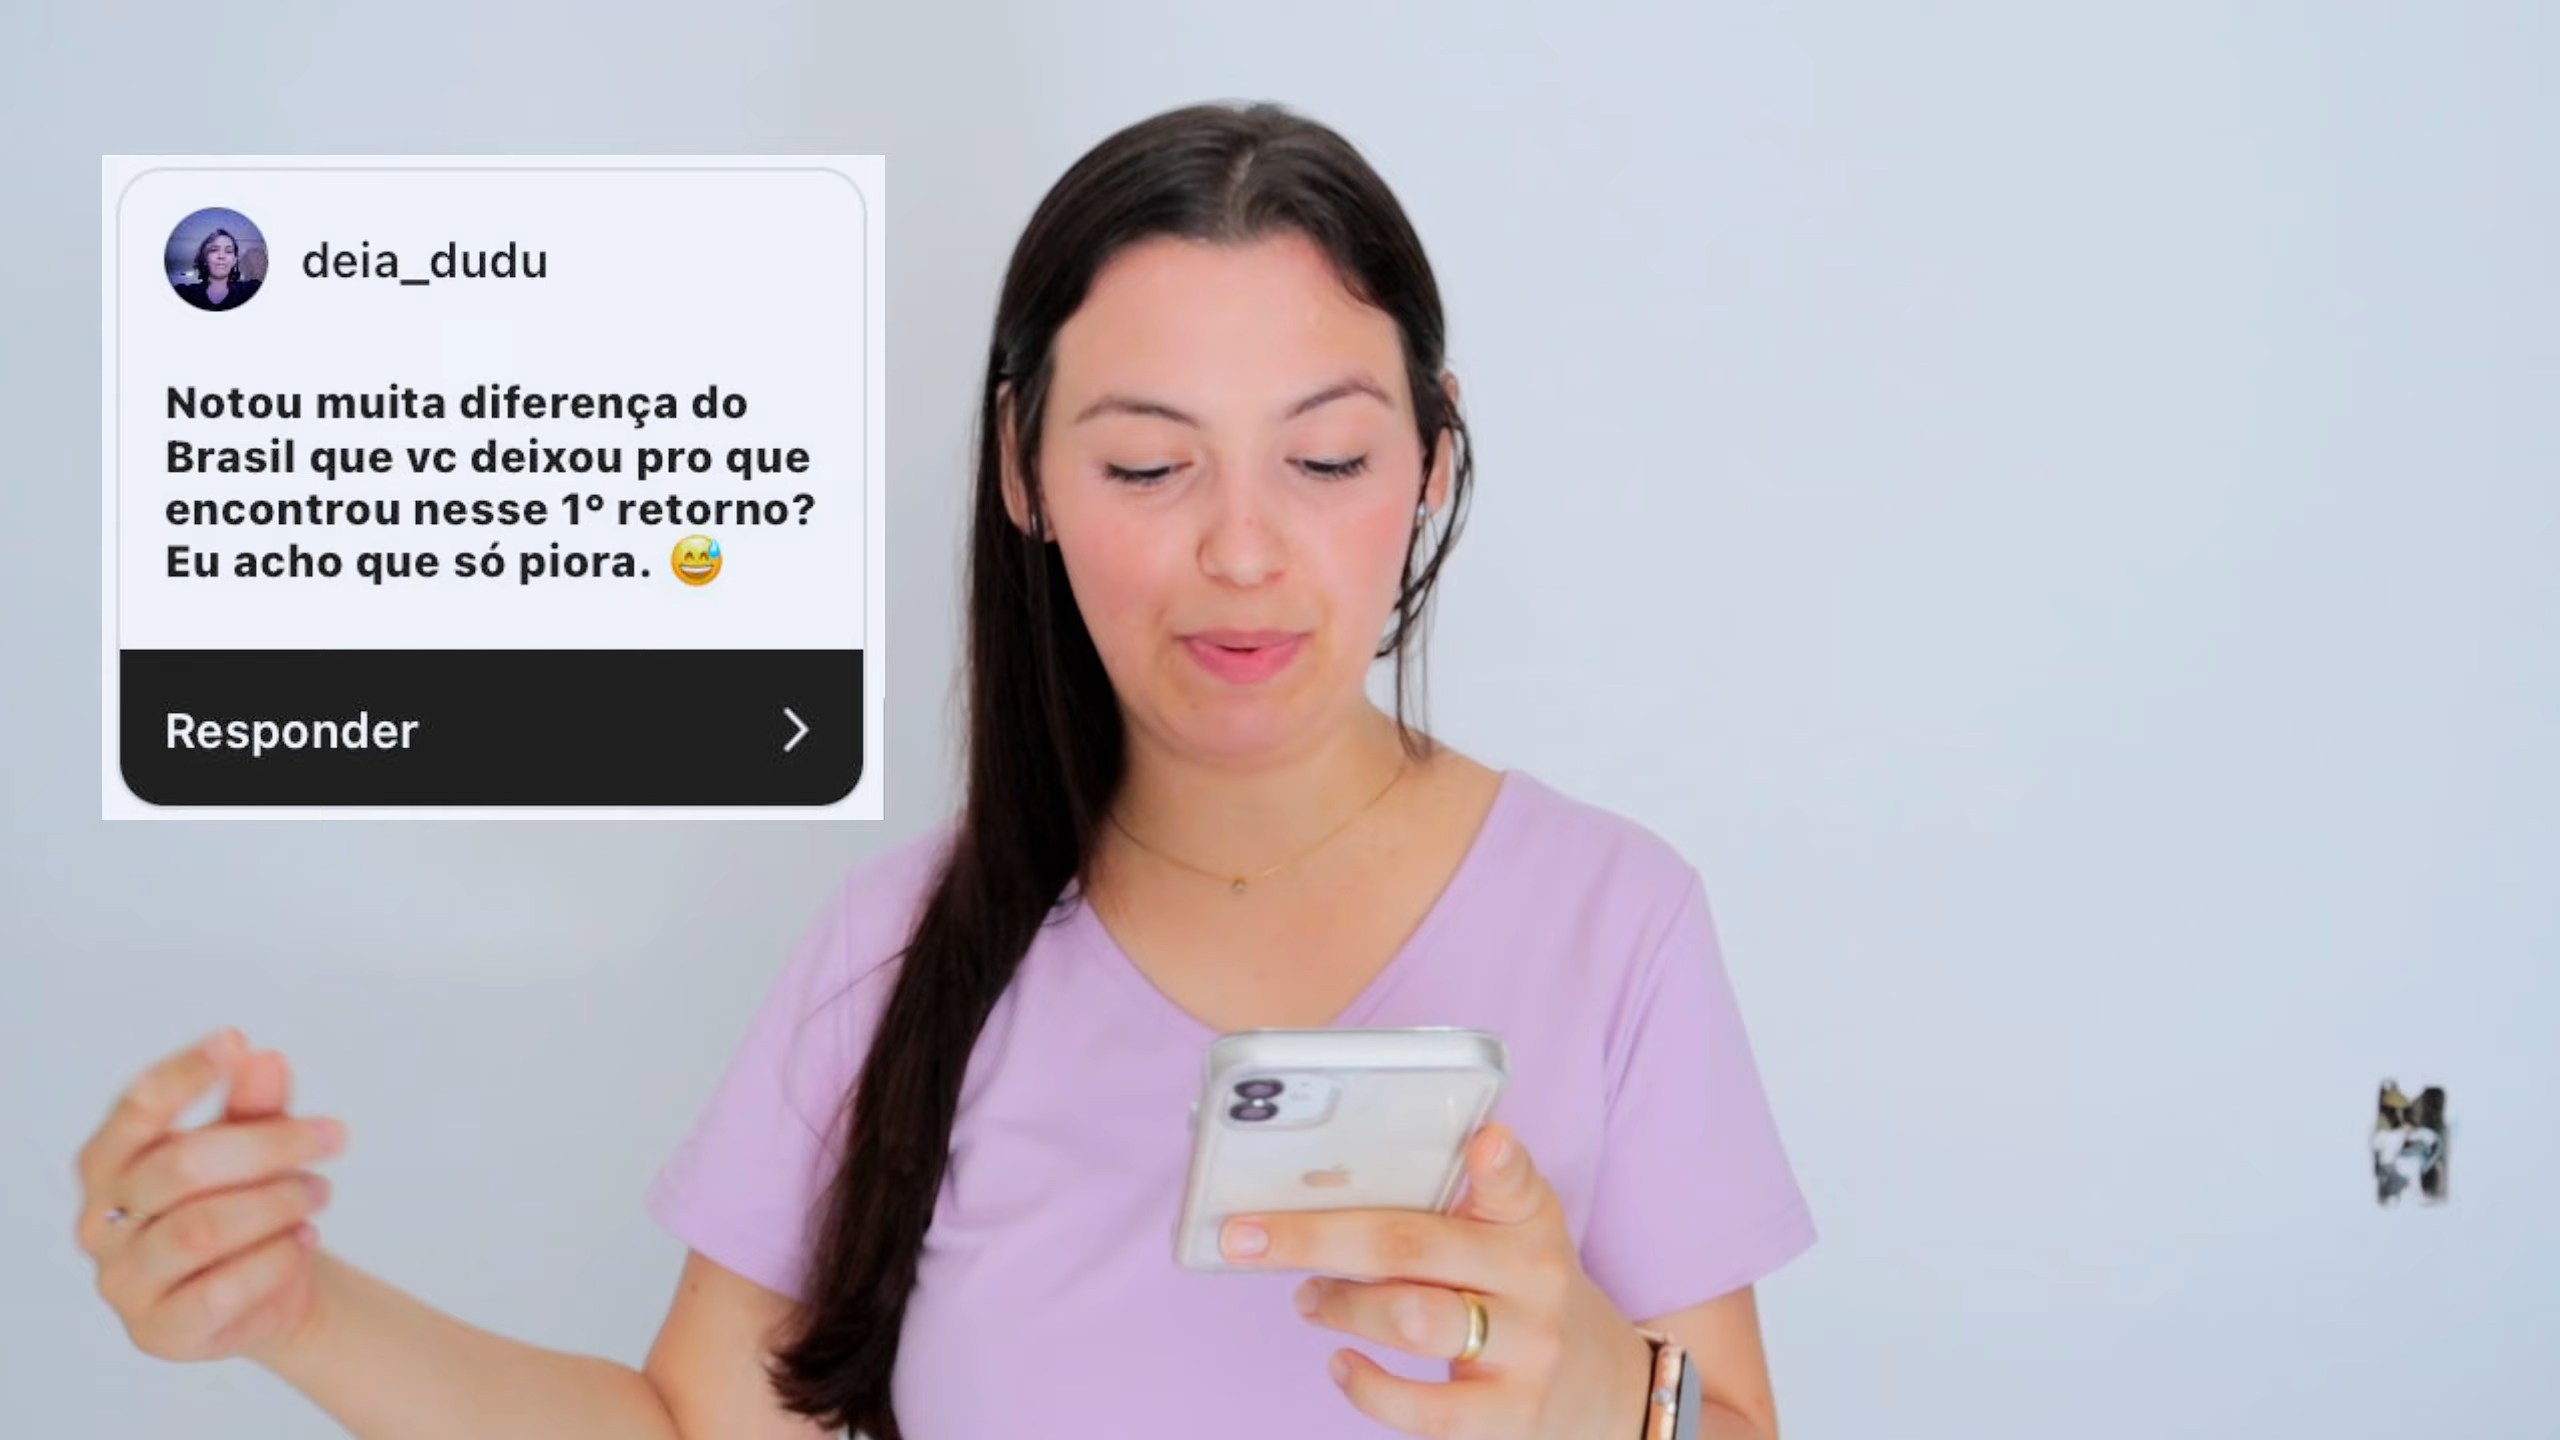 deia_dudu
Notou muita diferença do
Brasil que vc deixou pro que
encontrou nesse 1º retorno?
Eu acho que só piora. 😅
Responder